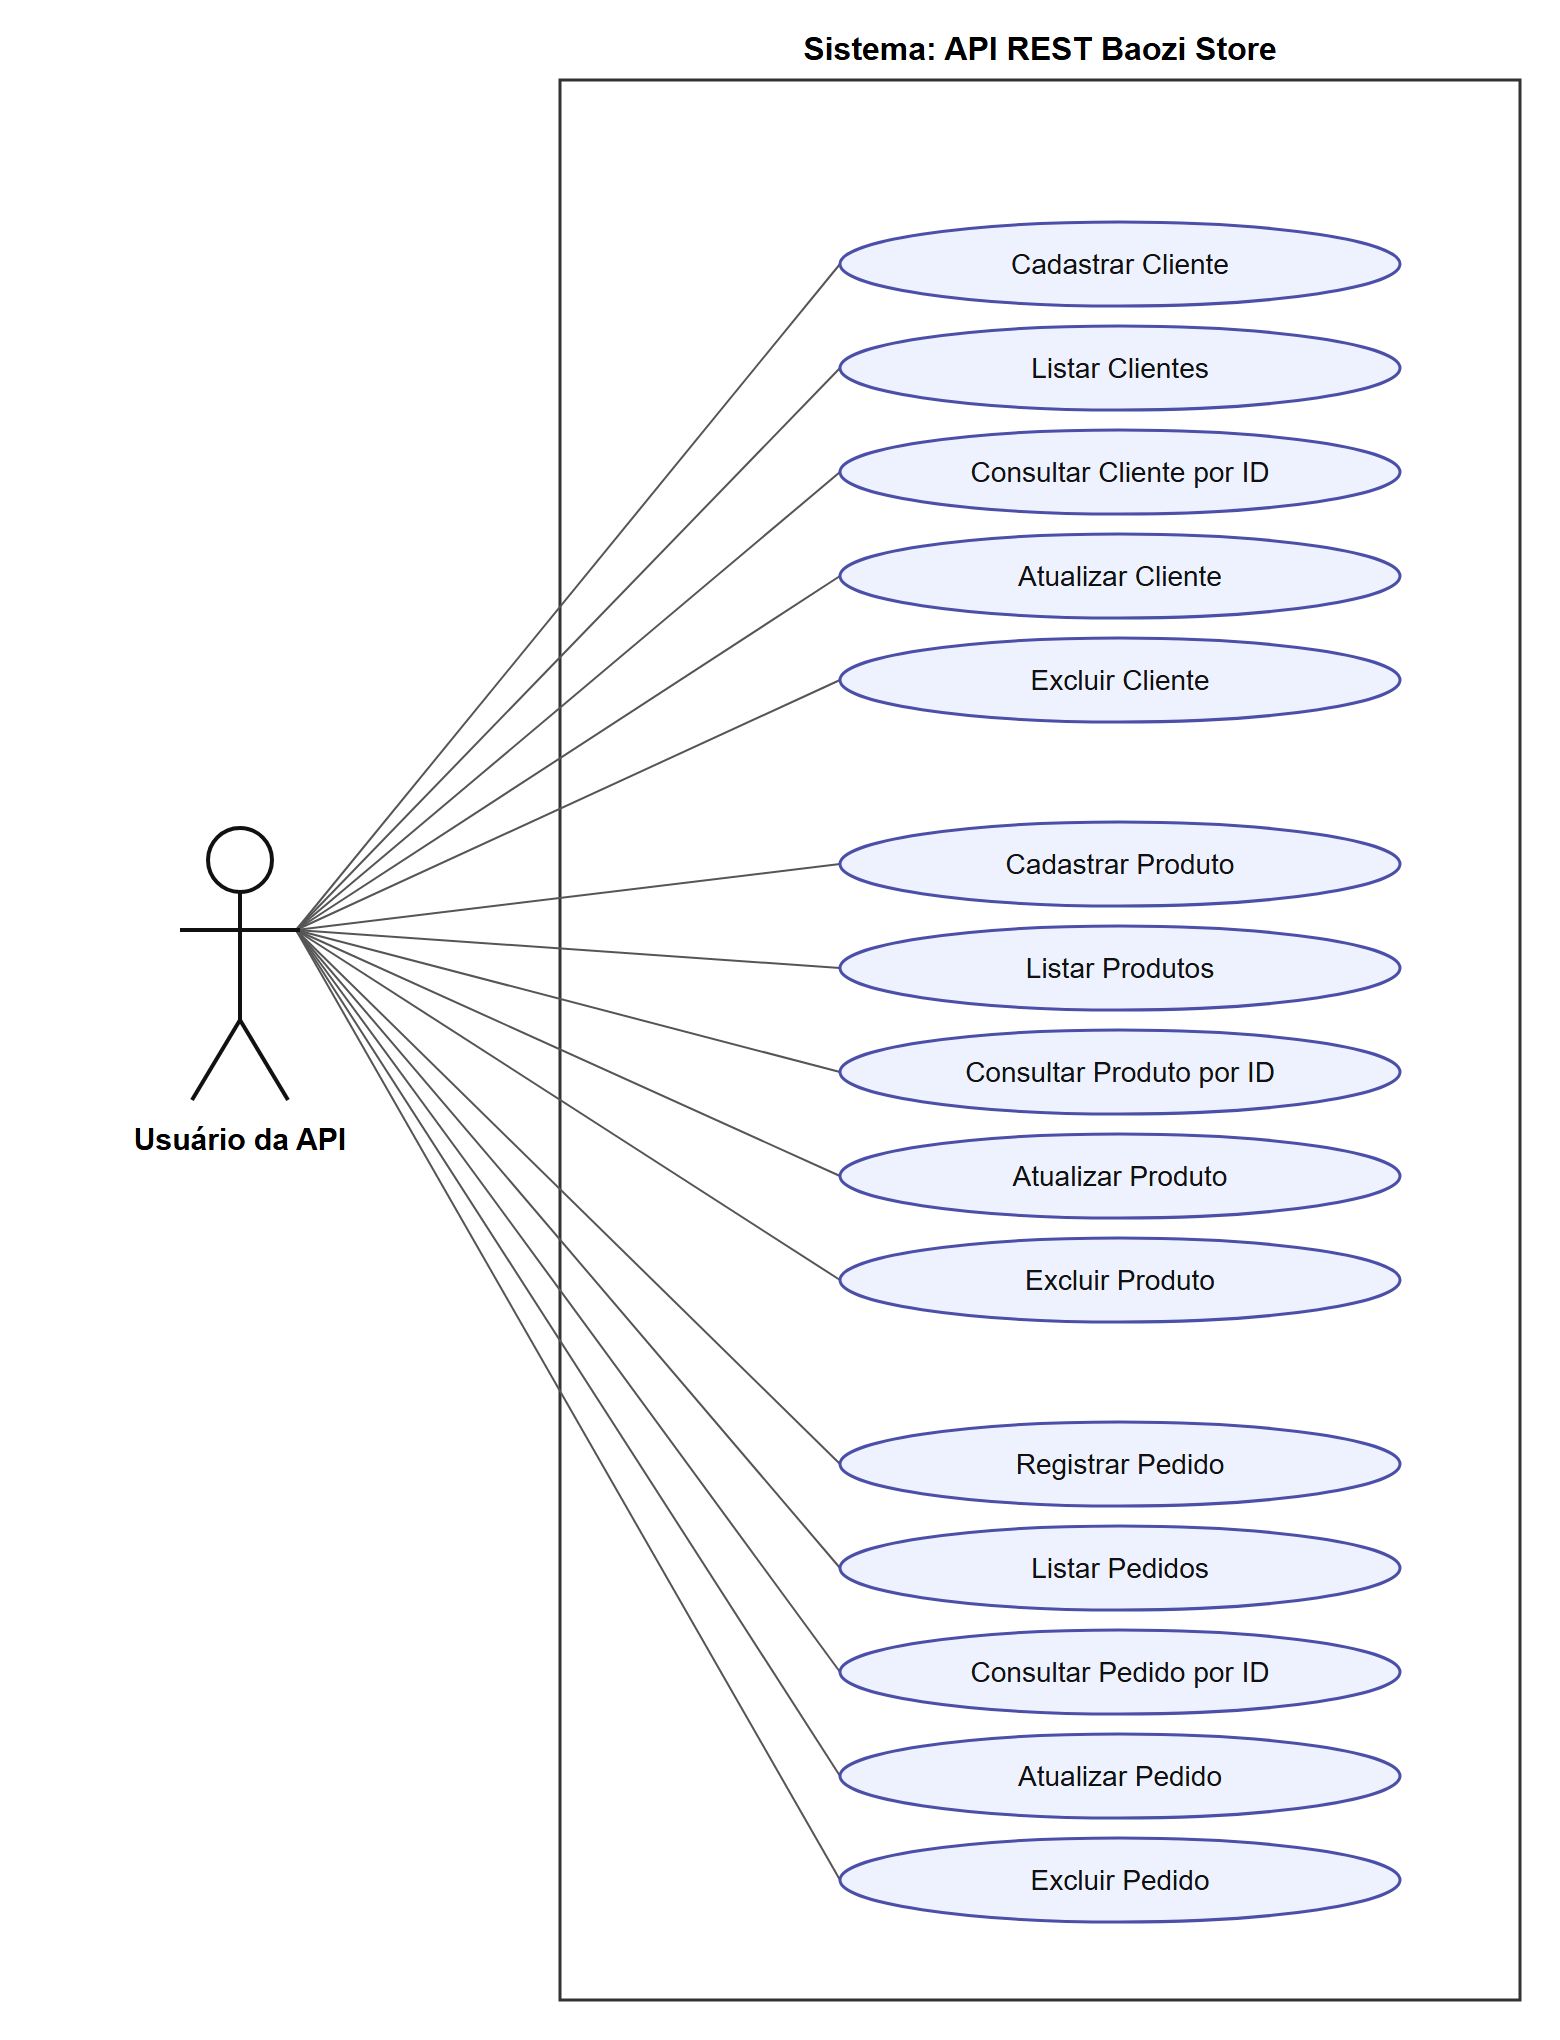 Sistema: API REST Baozi Store
Cadastrar Cliente
Listar Clientes
Consultar Cliente por ID
Atualizar Cliente
Excluir Cliente
Cadastrar Produto
Listar Produtos
Consultar Produto por ID
Usuário da API
Atualizar Produto
Excluir Produto
Registrar Pedido
Listar Pedidos
Consultar Pedido por ID
Atualizar Pedido
Excluir Pedido